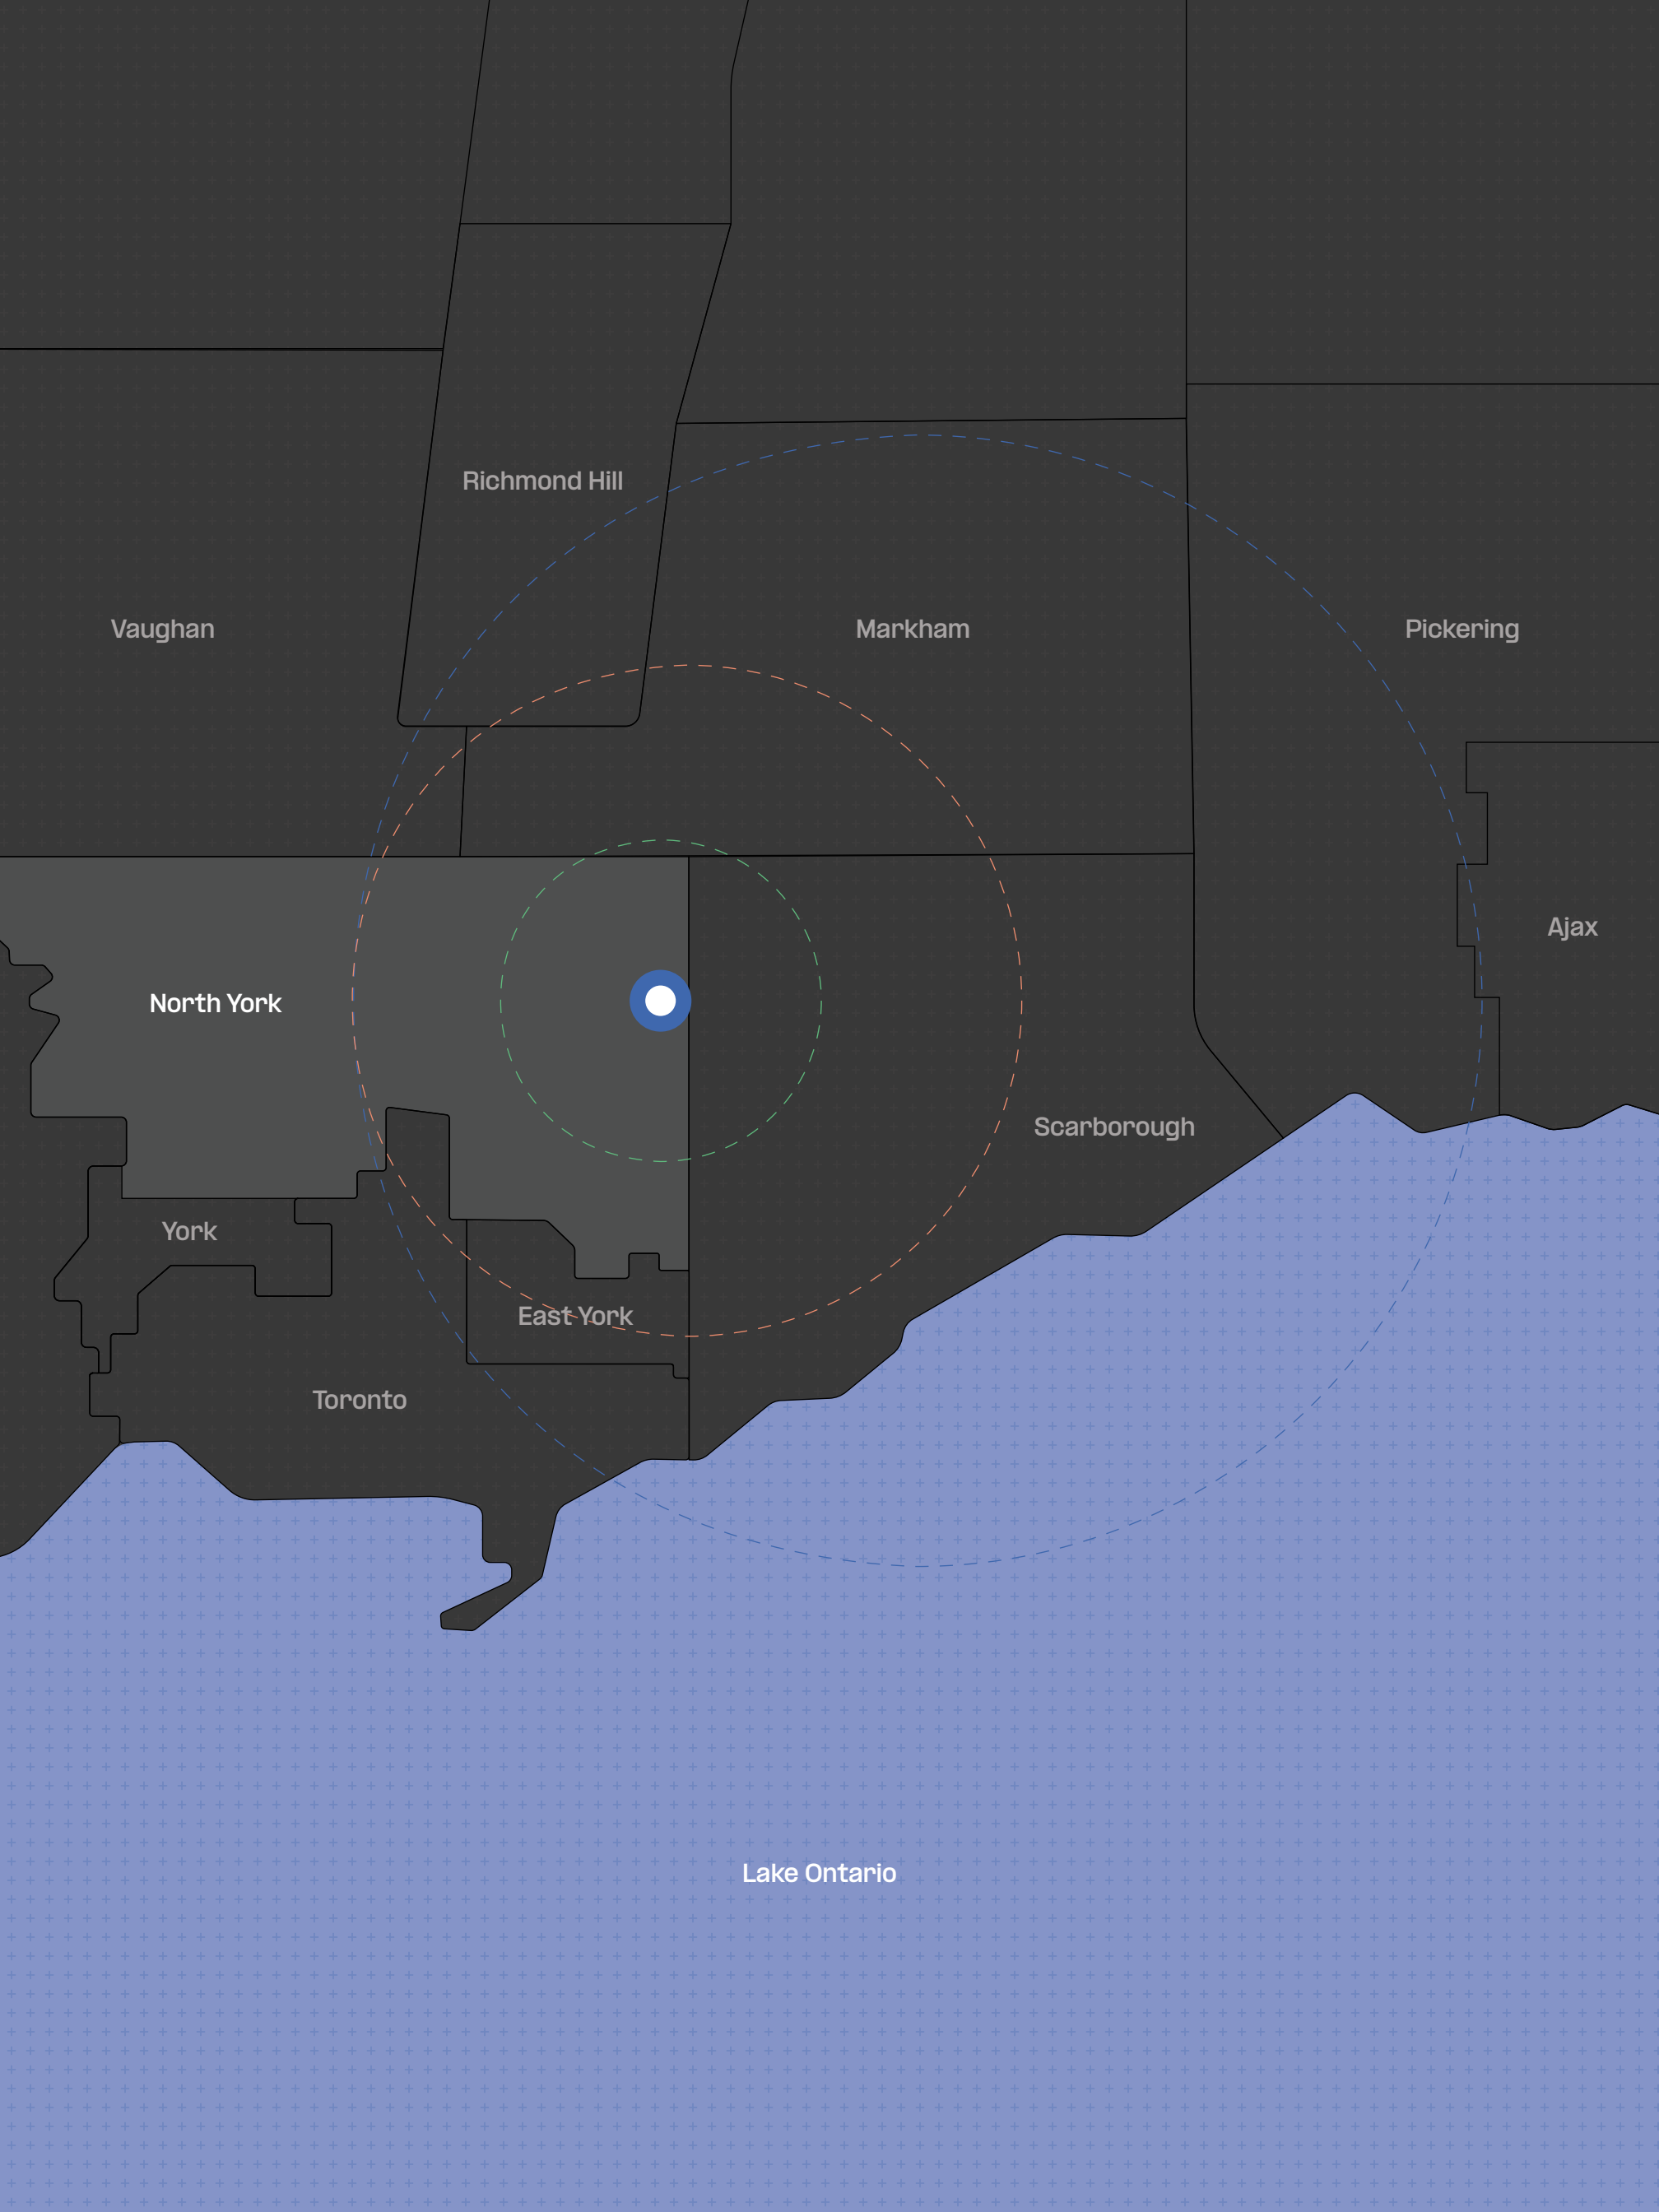 Richmond Hill
Vaughan
Markham
Pickering
Ajax
North York
Scarborough
York
East York
Toronto
Lake Ontario